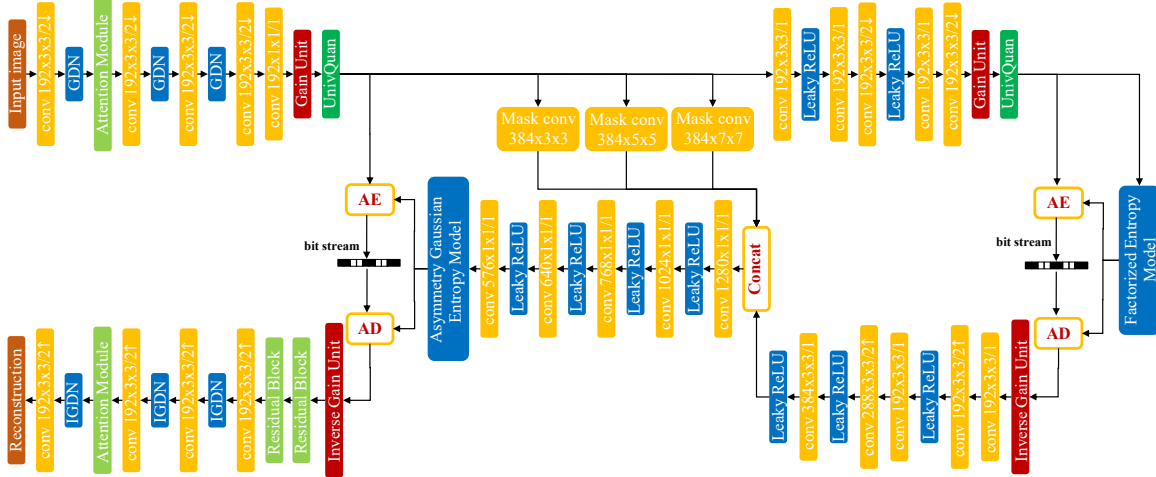 Input image
conv 192x3x3/2↓
GDN
Attention Module
conv 192x3x3/2↓
GDN
conv 192x3x3/2↓
GDN
conv 192x3x3/2↓
conv 192x1x1/1
Gain Unit
UnivQuan
conv 192x3x3/1
Leaky ReLU
conv 192x3x3/1
conv 192x3x3/2↓
Leaky ReLU
conv 192x3x3/1
conv 192x3x3/2↓
Gain Unit
UnivQuan
Mask conv
384x3x3
Mask conv
384x5x5
Mask conv
384x7x7
AE
bit stream
AD
Asymmetry Gaussian
Entropy Model
conv 576x1x1/1
Leaky ReLU
conv 640x1x1/1
Leaky ReLU
conv 768x1x1/1
Leaky ReLU
conv 1024x1x1/1
Leaky ReLU
conv 1280x1x1/1
Concat
AE
bit stream
AD
Factorized Entropy
Model
Reconstruction
conv 192x3x3/2↑
IGDN
Attention Module
conv 192x3x3/2↑
IGDN
conv 192x3x3/2↑
IGDN
conv 192x3x3/2↑
Residual Block
Residual Block
Inverse Gain Unit
Leaky ReLU
conv 384x3x3/1
Leaky ReLU
conv 288x3x3/2↑
conv 192x3x3/1
Leaky ReLU
conv 192x3x3/2↑
conv 192x3x3/1
Inverse Gain Unit